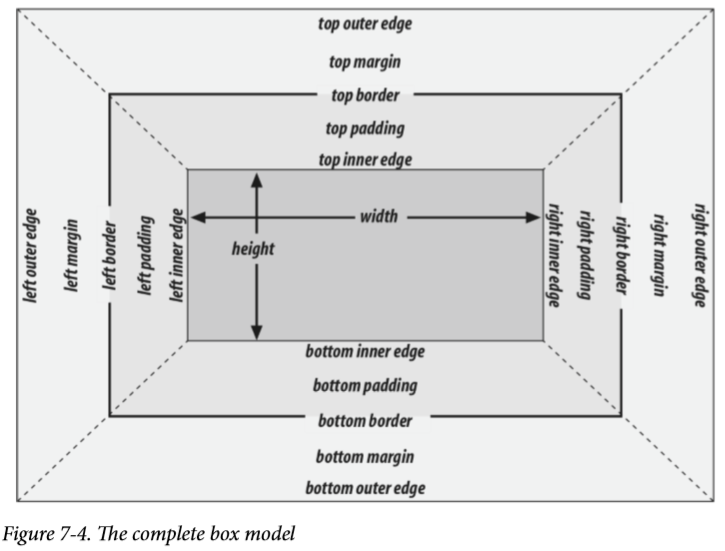 top outer edge
top margin
top border
top padding
top inner edge
left outer edge
left margin
left border
left padding
left inner edge
width
height
right inner edge
right padding
right border
right margin
right outer edge
bottom inner edge
bottom padding
bottom border
bottom margin
bottom outer edge
Figure 7-4. The complete box model